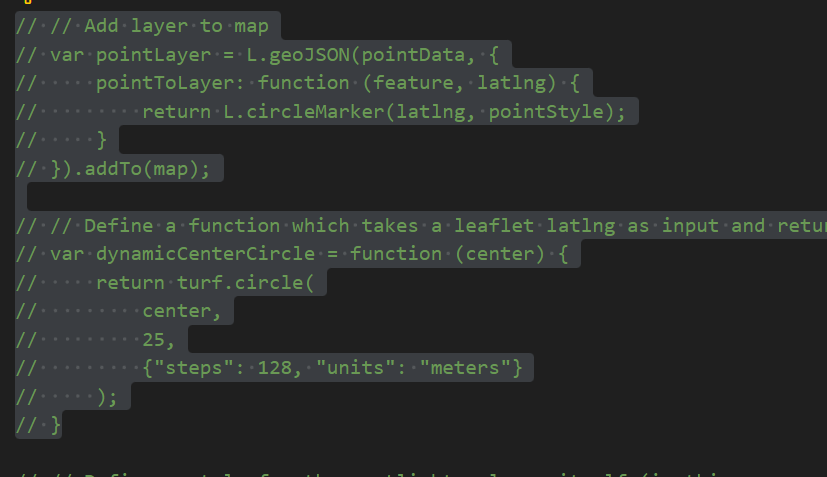 // // Add layer to map
// var pointLayer = L.geoJSON(pointData, {
//     pointToLayer: function (feature, latlng) {
//         return L.circleMarker(latlng, pointStyle);
//     }
// }).addTo(map);

// // Define a function which takes a leaflet latlng as input and retur
// var dynamicCenterCircle = function (center) {
//     return turf.circle(
//         center,
//         25,
//         {"steps": 128, "units": "meters"}
//     );
// }